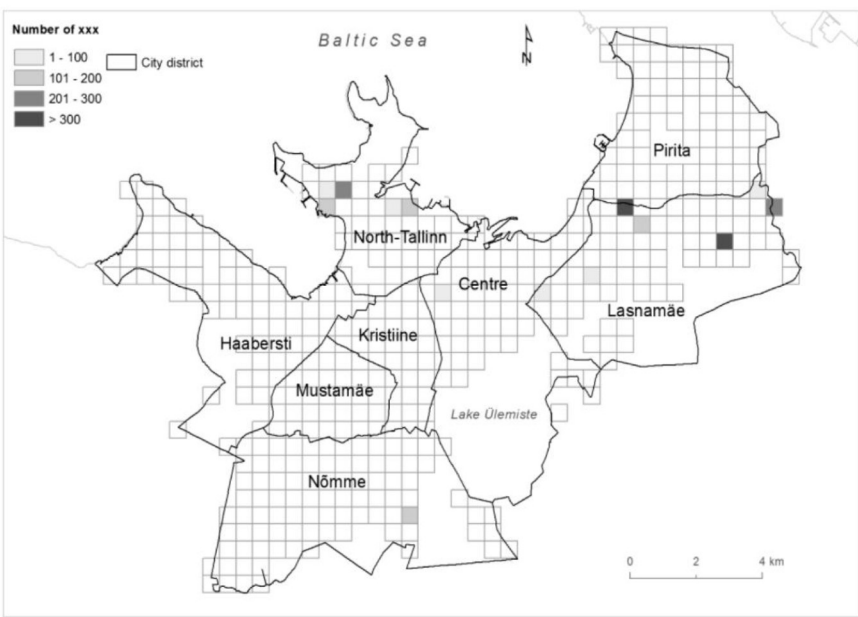 Number of xxx
1 - 100
101 - 200
201 - 300
> 300
City district
Baltic Sea
N
Pirita
North-Tallinn
Centre
Lasnamäe
Kristiine
Haabersti
Mustamäe
Lake Ülemiste
Nõmme
0 2 4 km